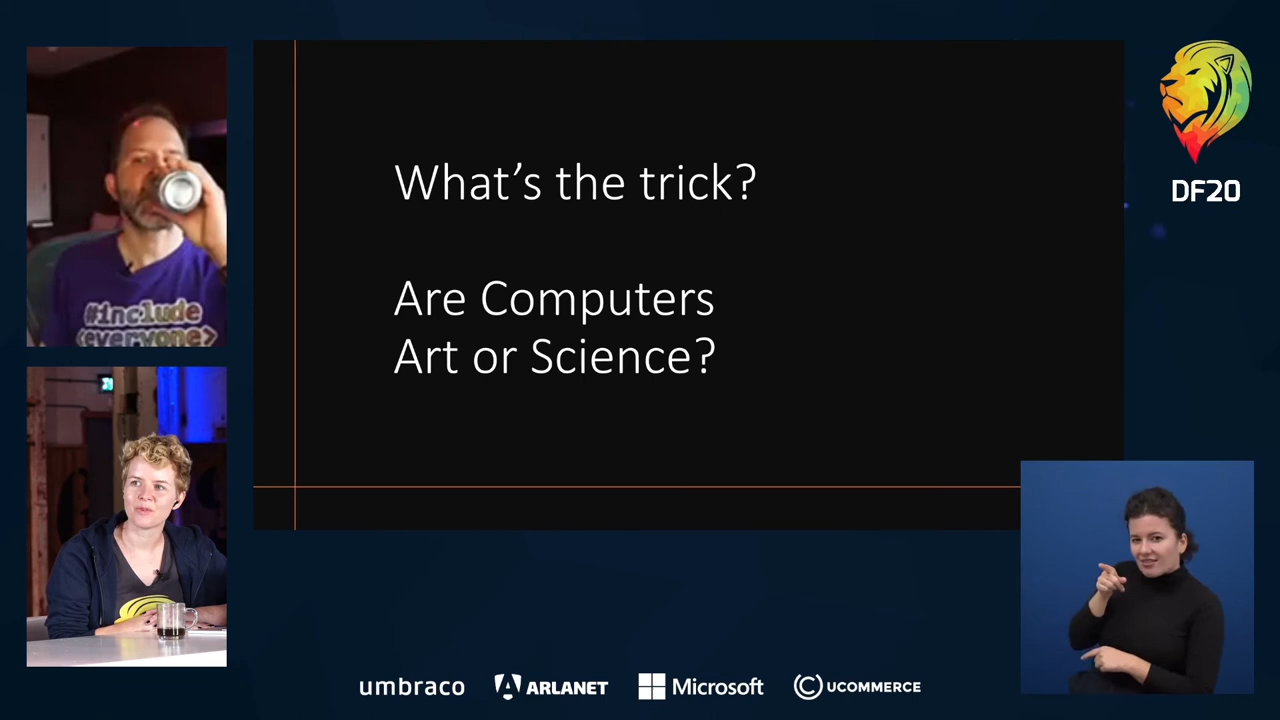 #include
<everyone>
What's the trick?
Are Computers
Art or Science?
DF20
umbraco
ARLANET
Microsoft
UCOMMERCE